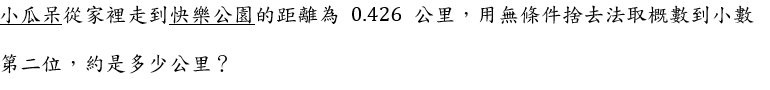 小瓜呆從家裡走到快樂公園的距離為 0.426 公里，用無條件捨去法取概數到小數
第二位，約是多少公里？